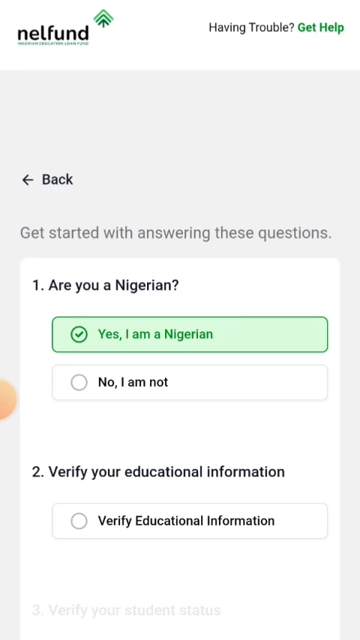 nelfund
NIGERIAN EDUCATION LOAN FUND
Having Trouble? Get Help
← Back
Get started with answering these questions.
1. Are you a Nigerian?
Yes, I am a Nigerian
No, I am not
2. Verify your educational information
Verify Educational Information
3. Verify your student status